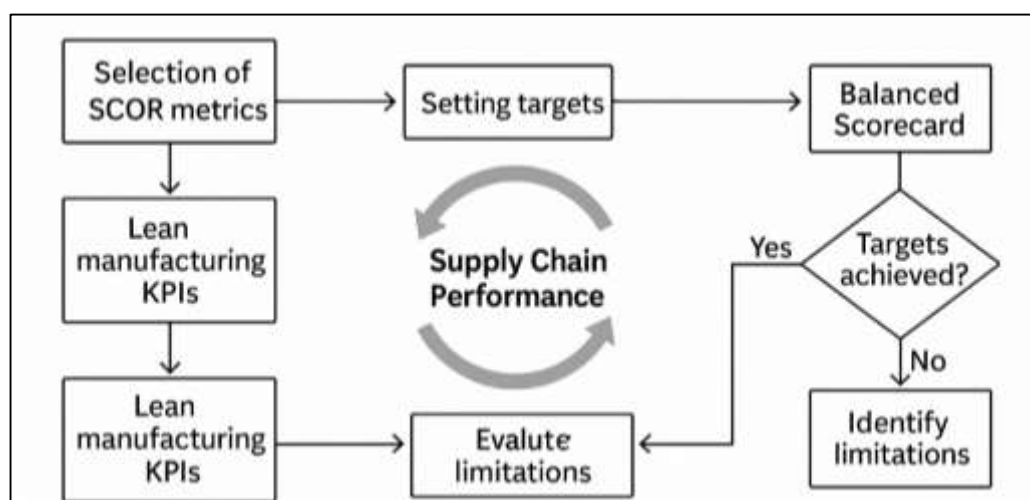 Selection of
SCOR metrics
Setting targets
Balanced
Scorecard
Lean
manufacturing
KPIs
Supply Chain
Performance
Yes
Targets
achieved?
No
Lean
manufacturing
KPIs
Evalute
limitations
Identify
limitations